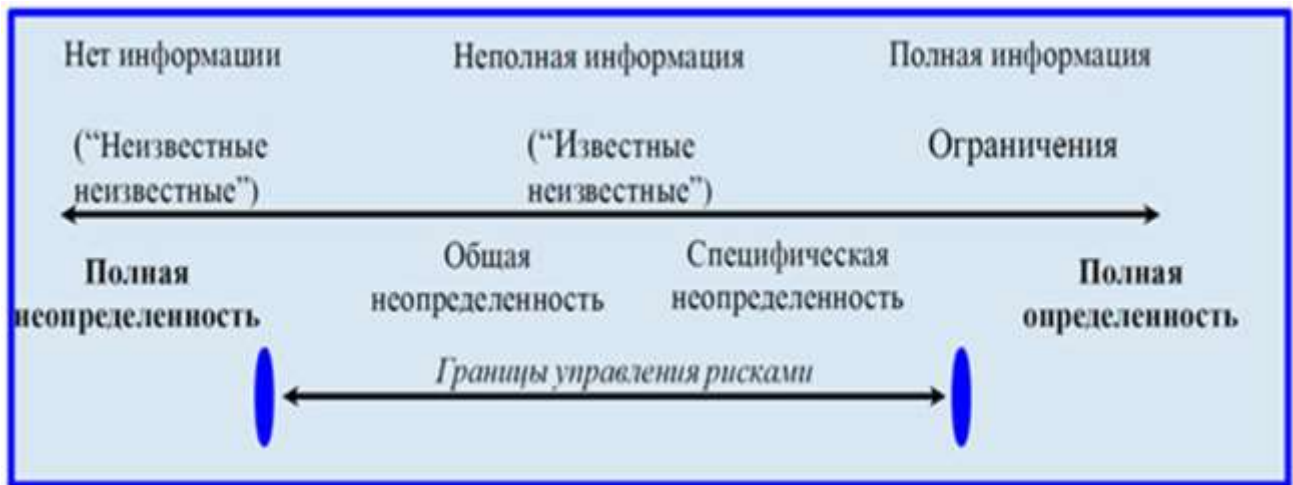 Нет информации Неполная информация Полная информация
(“Неизвестные
неизвестные”)
(“Известные
неизвестные”)
Ограничения
Полная
неопределенность
Общая
неопределенность
Специфическая
неопределенность
Полная
определенность
Границы управления рисками